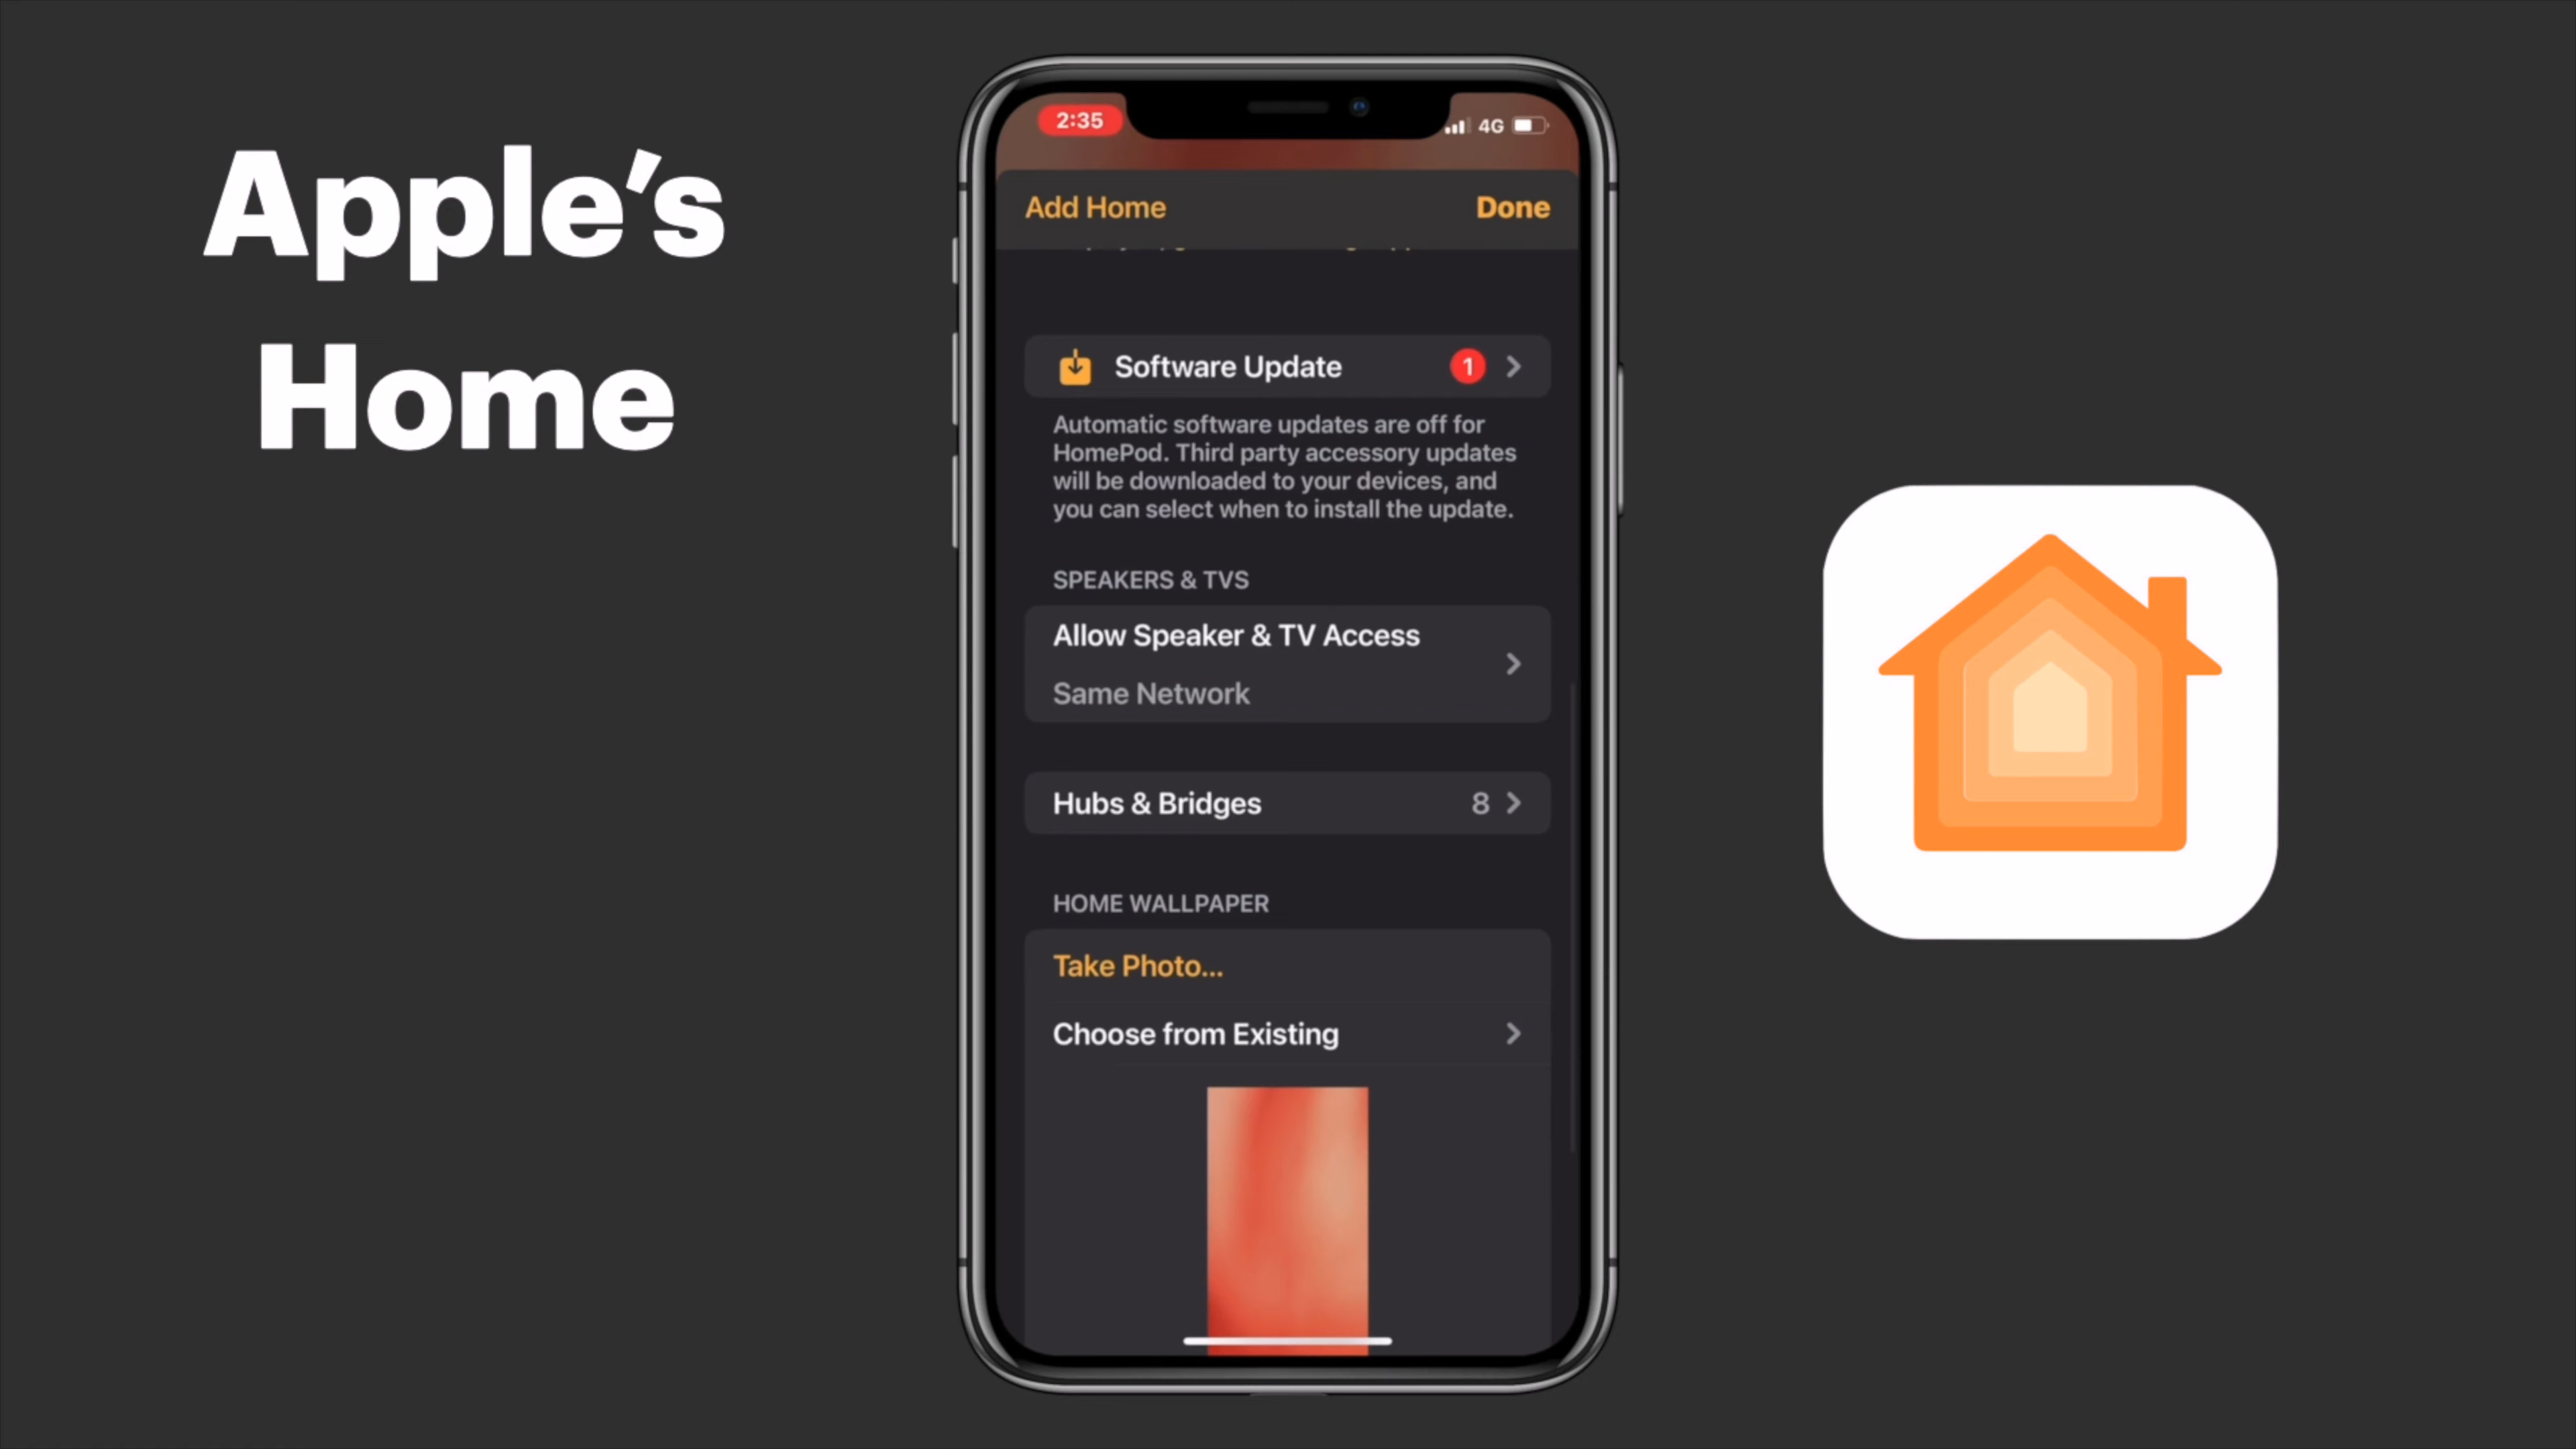 Apple's
Home
2:35
4G
Add Home
Done
Software Update
1
Automatic software updates are off for
HomePod. Third party accessory updates
will be downloaded to your devices, and
you can select when to install the update.
SPEAKERS & TVS
Allow Speaker & TV Access
Same Network
Hubs & Bridges
8
HOME WALLPAPER
Take Photo...
Choose from Existing